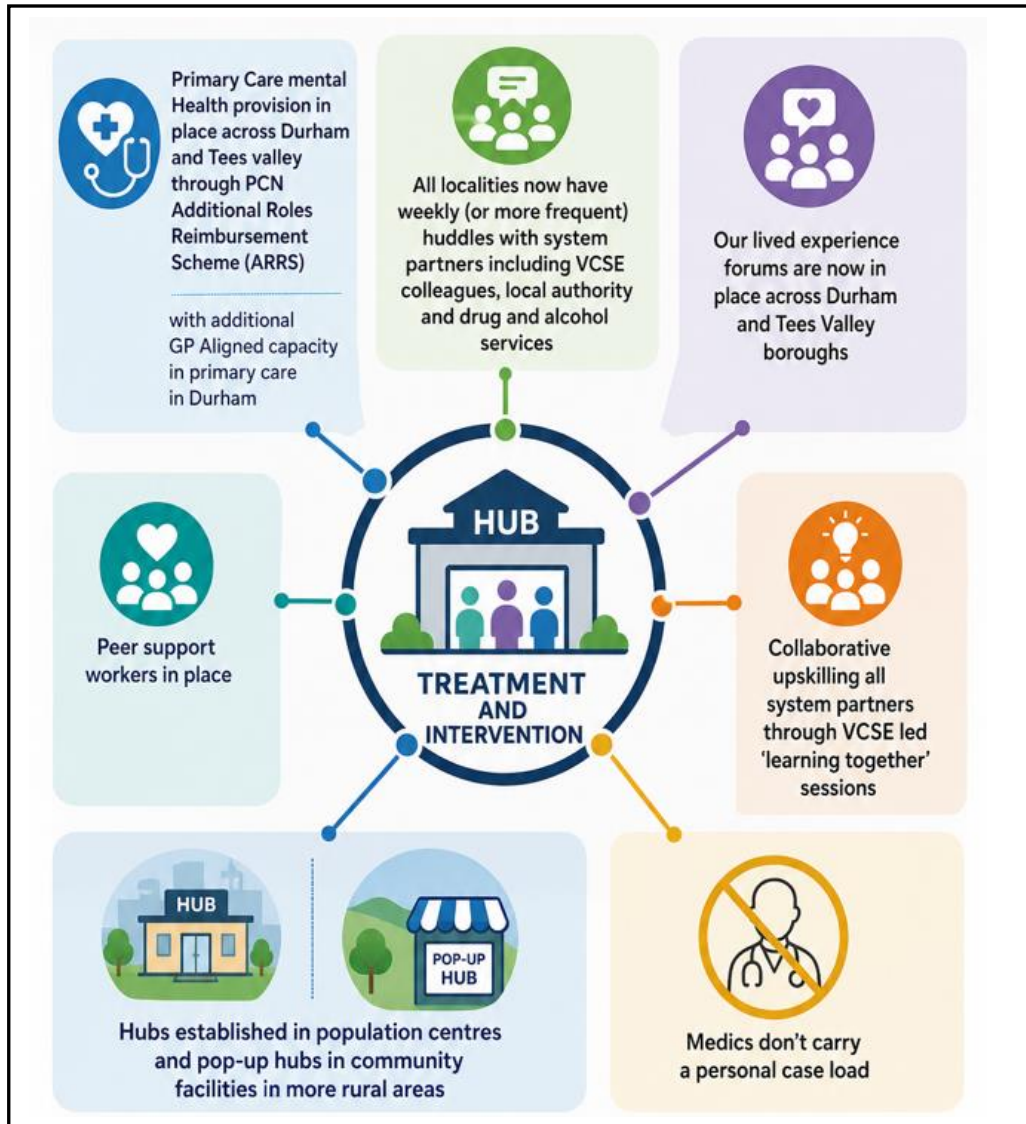 Primary Care mental
Health provision in
place across Durham
and Tees valley
through PCN
Additional Roles
Reimbursement
Scheme (ARRS)
with additional
GP Aligned capacity
in primary care
in Durham
All localities now have
weekly (or more frequent)
huddles with system
partners including VCSE
colleagues, local authority
and drug and alcohol
services
Our lived experience
forums are now in
place across Durham
and Tees Valley
boroughs
Peer support
workers in place
HUB
TREATMENT
AND
INTERVENTION
Collaborative
upskilling all
system partners
through VCSE led
‘learning together’
sessions
HUB
POP-UP
HUB
Hubs established in population centres
and pop-up hubs in community
facilities in more rural areas
Medics don’t carry
a personal case load